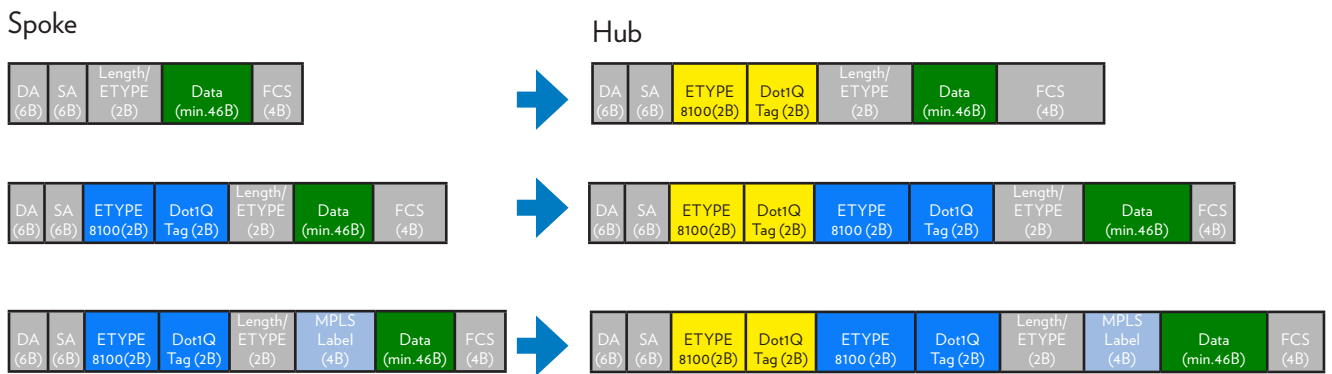 Spoke
Hub
DA (6B) SA (6B) Length/ ETYPE (2B) Data (min.46B) FCS (4B)
DA (6B) SA (6B) ETYPE 8100(2B) Dot1Q Tag (2B) Length/ ETYPE (2B) Data (min.46B) FCS (4B)
DA (6B) SA (6B) ETYPE 8100(2B) Dot1Q Tag (2B) Length/ ETYPE (2B) Data (min.46B) FCS (4B)
DA (6B) SA (6B) ETYPE 8100(2B) Dot1Q Tag (2B) ETYPE 8100 (2B) Dot1Q Tag (2B) Length/ ETYPE (2B) Data (min.46B) FCS (4B)
DA (6B) SA (6B) ETYPE 8100(2B) Dot1Q Tag (2B) Length/ ETYPE (2B) MPLS Label (4B) Data (min.46B) FCS (4B)
DA (6B) SA (6B) ETYPE 8100(2B) Dot1Q Tag (2B) ETYPE 8100 (2B) Dot1Q Tag (2B) Length/ ETYPE (2B) MPLS Label (4B) Data (min.46B) FCS (4B)